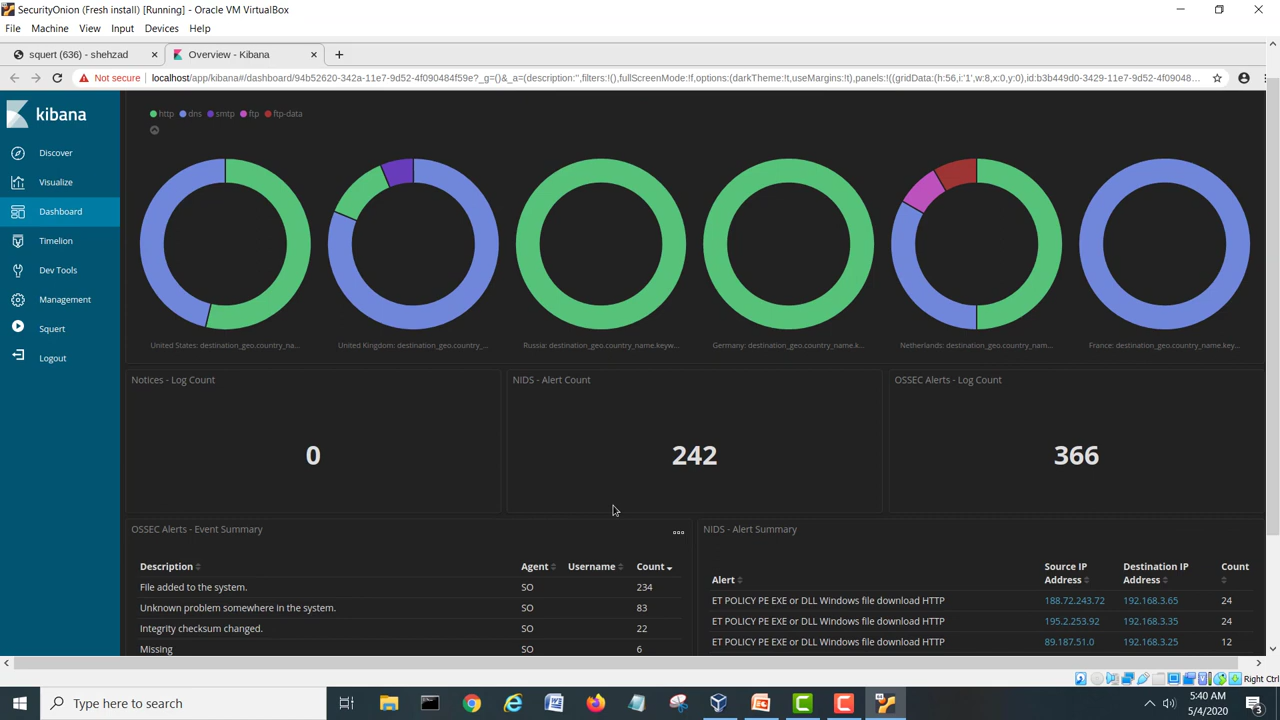 SecurityOnion (Fresh install) [Running] - Oracle VM VirtualBox
File Machine View Input Devices Help
squert (636) - shehzad
Overview - Kibana
Not secure
localhost/app/kibana#/dashboard/94b52620-342a-11e7-9d52-4f090484f59e?_g=()&_a=(description:'',filters:!(),fullScreenMode:!f,options:(darkTheme:!t,useMargins:!t),panels:!((gridData:(h:56,i:'1',w:8,x:0,y:0),id:b3b449d0-3429-11e7-9d52-4f09048...
kibana
Discover
Visualize
Dashboard
Timelion
Dev Tools
Management
Squert
Logout
http dns smtp ftp ftp-data
United States: destination_geo.country_na...
United Kingdom: destination_geo.country_...
Russia: destination_geo.country_name.keyw...
Germany: destination_geo.country_name.k...
Netherlands: destination_geo.country_nam...
France: destination_geo.country_name.key...
Notices - Log Count
0
NIDS - Alert Count
242
OSSEC Alerts - Log Count
366
OSSEC Alerts - Event Summary
Description Agent Username Count
File added to the system. SO 234
Unknown problem somewhere in the system. SO 83
Integrity checksum changed. SO 22
Missing SO 6
NIDS - Alert Summary
Alert Source IP Address Destination IP Address Count
ET POLICY PE EXE or DLL Windows file download HTTP 188.72.243.72 192.168.3.65 24
ET POLICY PE EXE or DLL Windows file download HTTP 195.2.253.92 192.168.3.35 24
ET POLICY PE EXE or DLL Windows file download HTTP 89.187.51.0 192.168.3.25 12
Right Ctrl
Type here to search
5:40 AM
5/4/2020
3